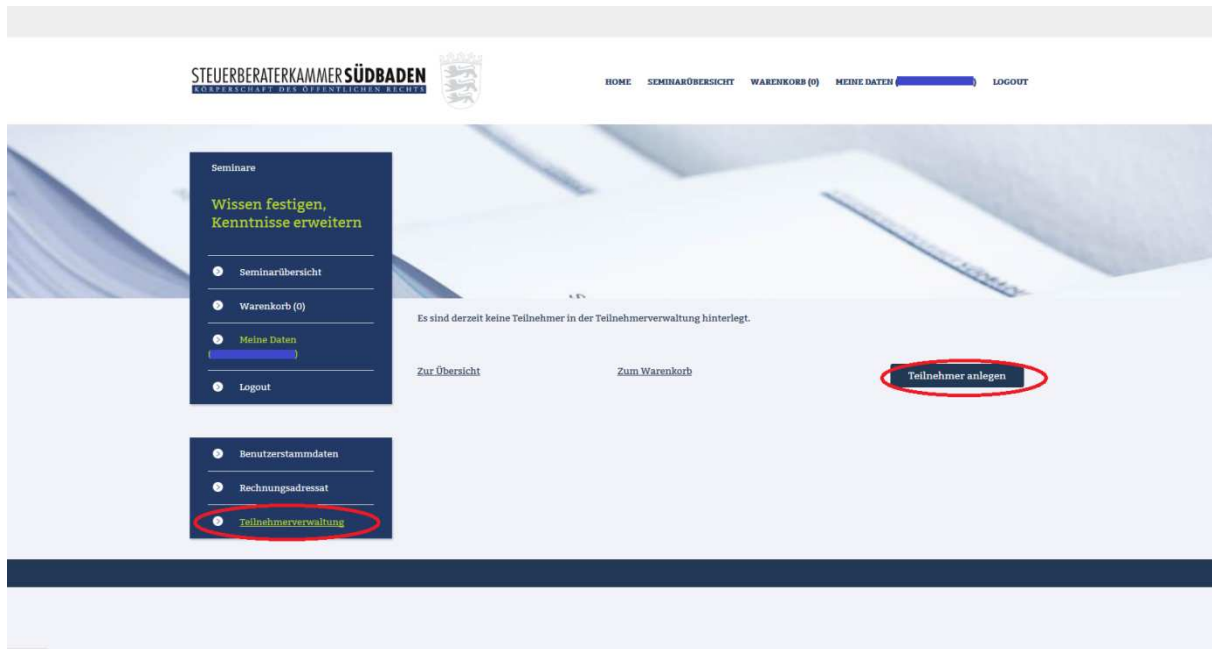 STEUERBERATERKAMMER SÜDBADEN
KÖRPERSCHAFT DES ÖFFENTLICHEN RECHTS
HOME SEMINARÜBERSICHT WARENKORB (0) MEINE DATEN ( ) LOGOUT
Seminare
Wissen festigen,
Kenntnisse erweitern
Seminarübersicht
Warenkorb (0)
Meine Daten
( )
Logout
Es sind derzeit keine Teilnehmer in der Teilnehmerverwaltung hinterlegt.
Zur Übersicht Zum Warenkorb Teilnehmer anlegen
Benutzerstammdaten
Rechnungsadressat
Teilnehmerverwaltung